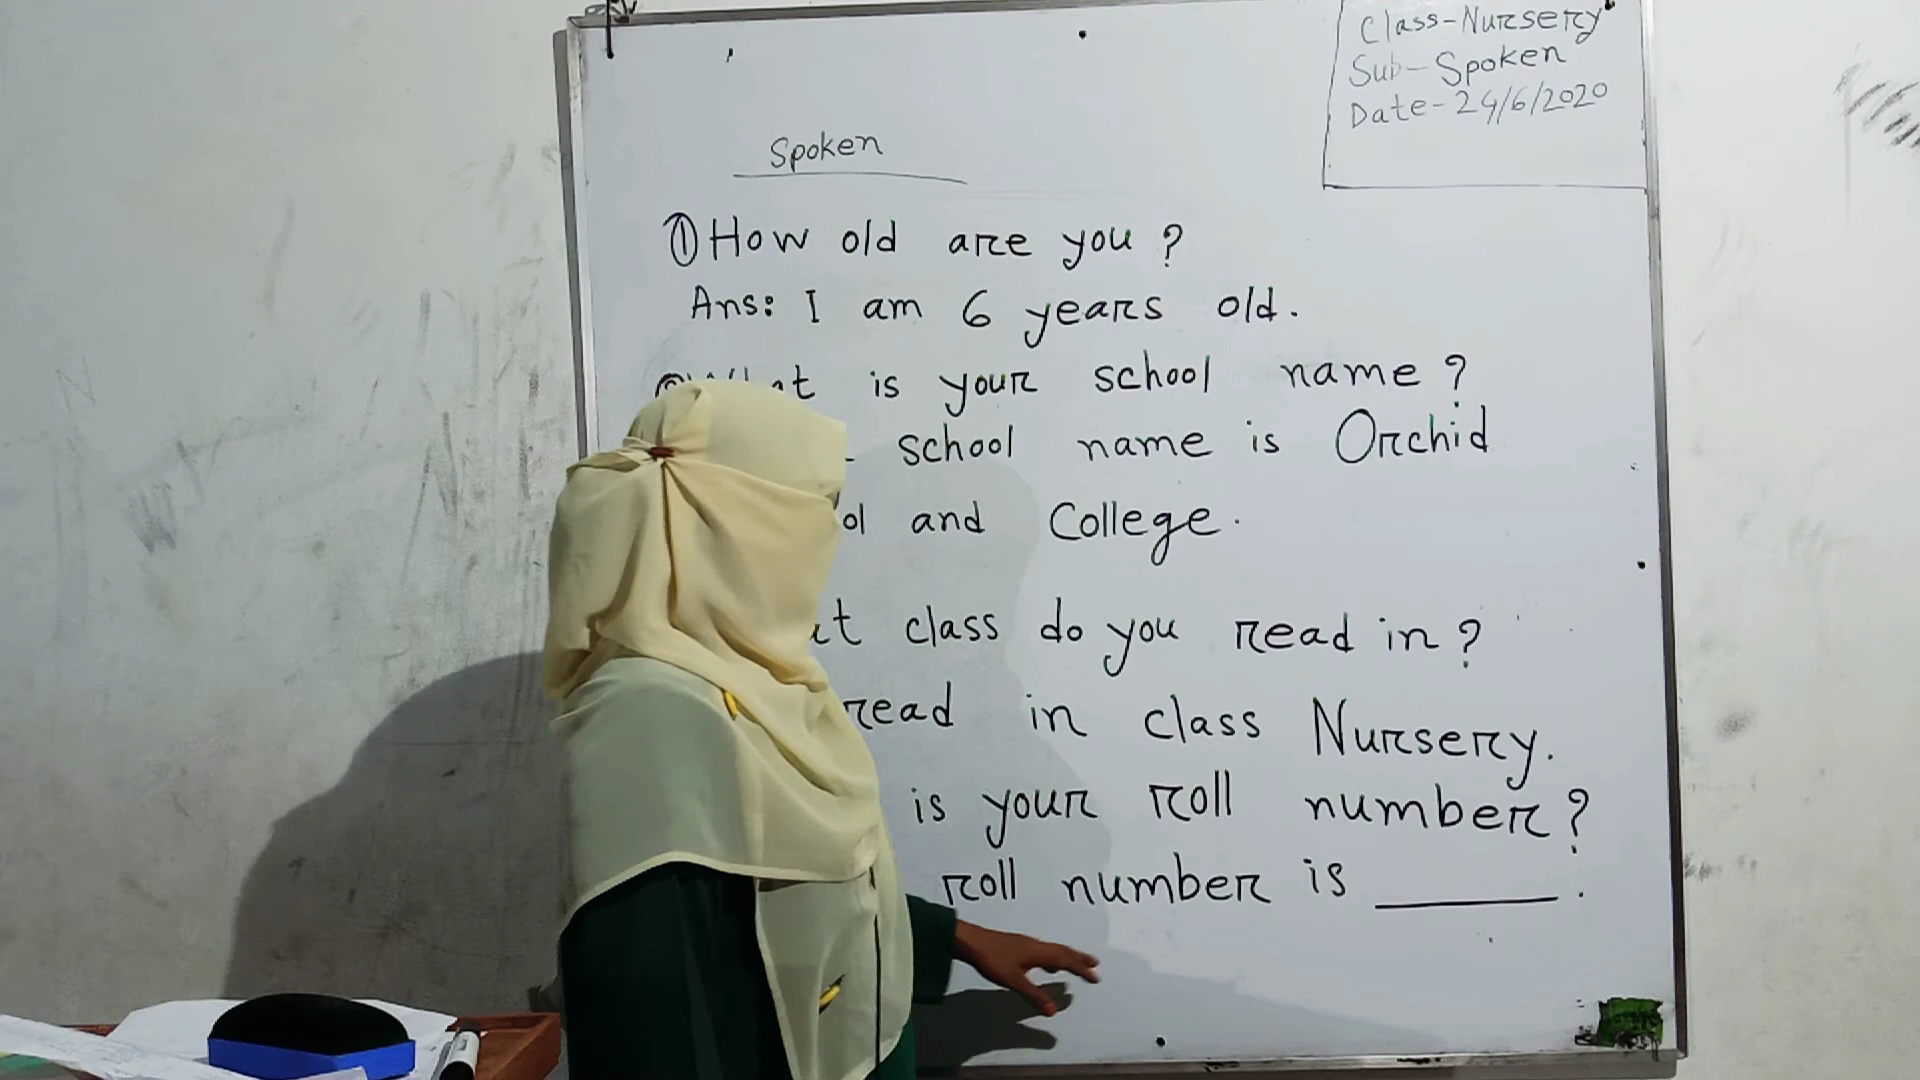 Class-Nursery
Sub-Spoken
Date-24/6/2020
Spoken
① How old are you ?
Ans: I am 6 years old.
is your school name ?
school name is Orchid
and College.
class do you read in ?
read in class Nursery.
is your roll number ?
roll number is ______ .